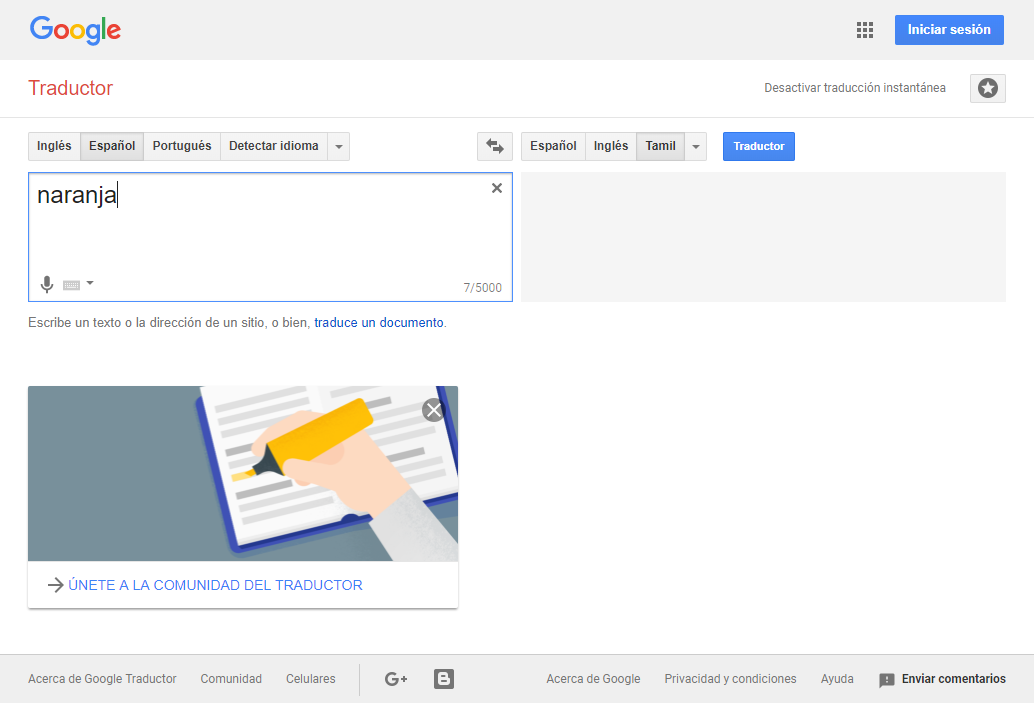 Google
Iniciar sesión
Traductor
Desactivar traducción instantánea
Inglés Español Portugués Detectar idioma
Español Inglés Tamil
Traductor
naranja
7/5000
Escribe un texto o la dirección de un sitio, o bien, traduce un documento.
ÚNETE A LA COMUNIDAD DEL TRADUCTOR
Acerca de Google Traductor Comunidad Celulares G+ B Acerca de Google Privacidad y condiciones Ayuda Enviar comentarios